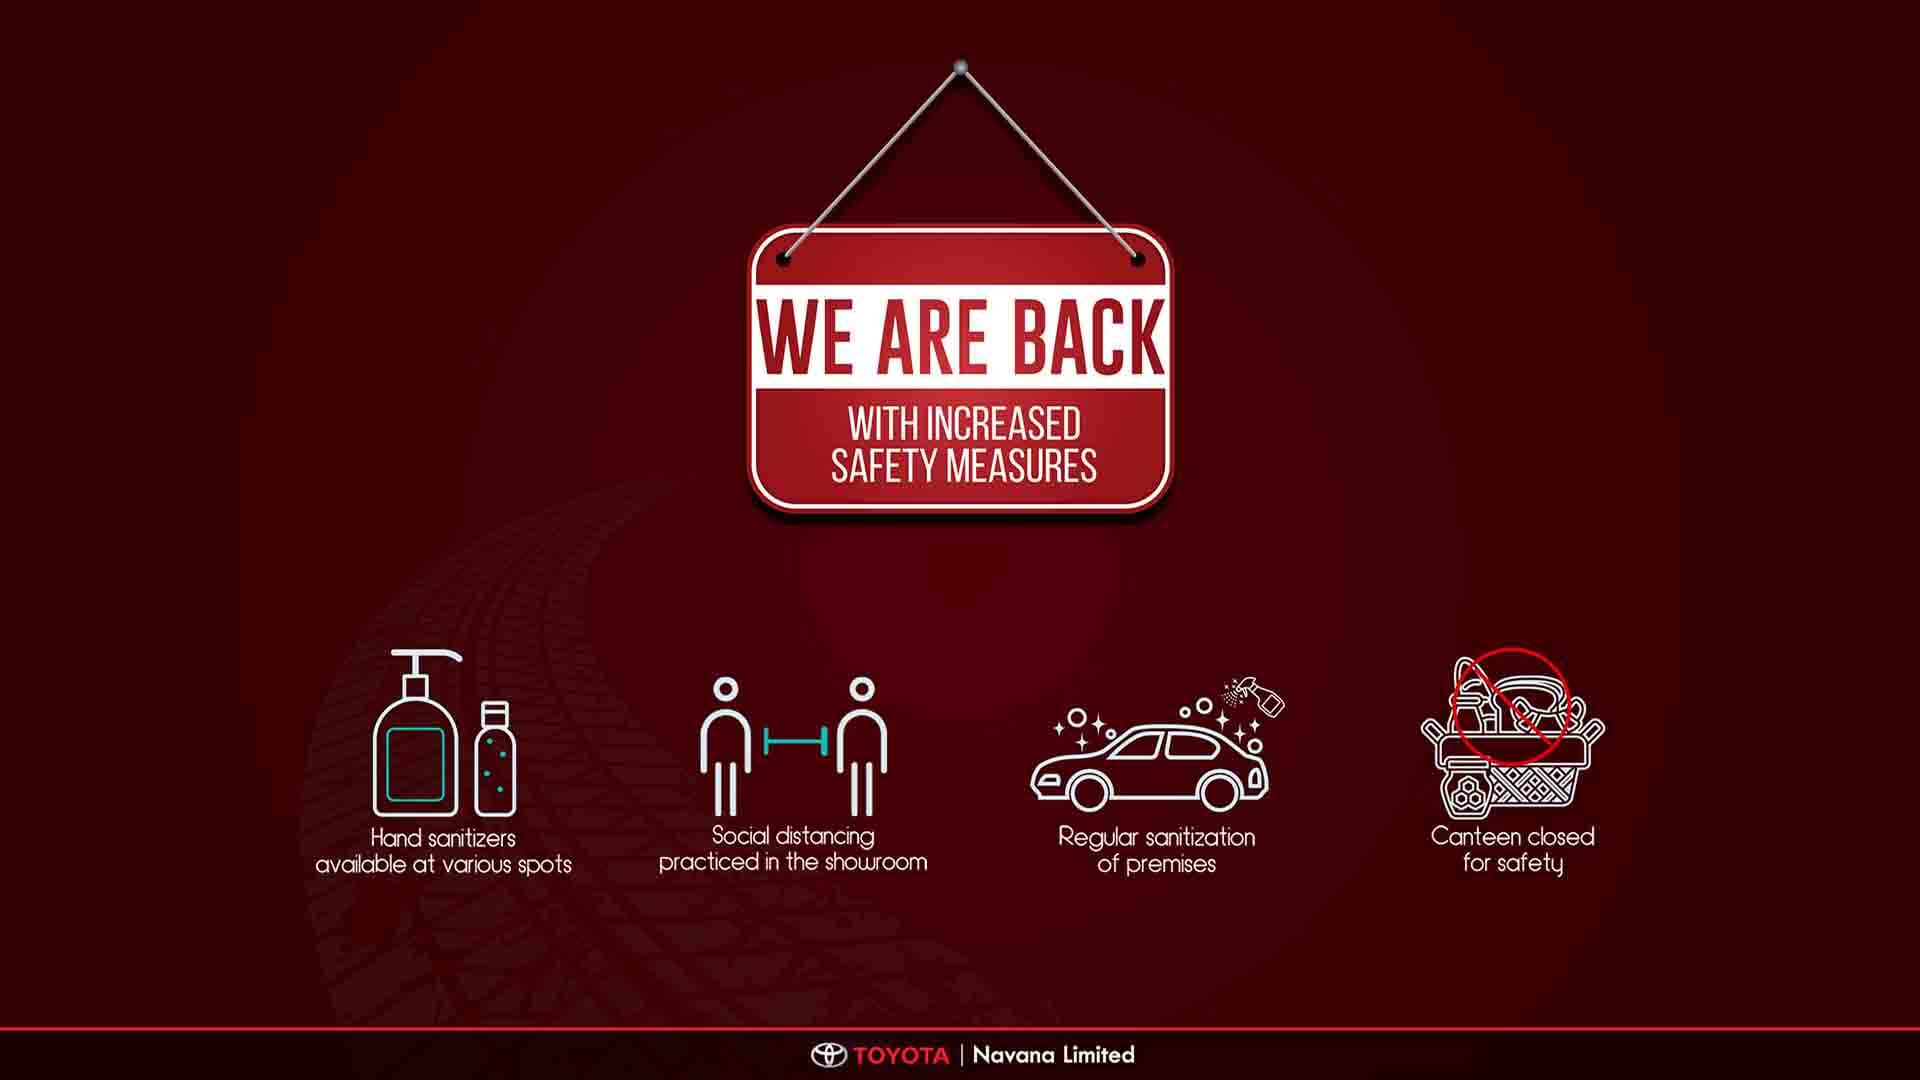 WE ARE BACK
WITH INCREASED
SAFETY MEASURES
Hand sanitizers
available at various spots
Social distancing
practiced in the showroom
Regular sanitization
of premises
Canteen closed
for safety
TOYOTA | Navana Limited